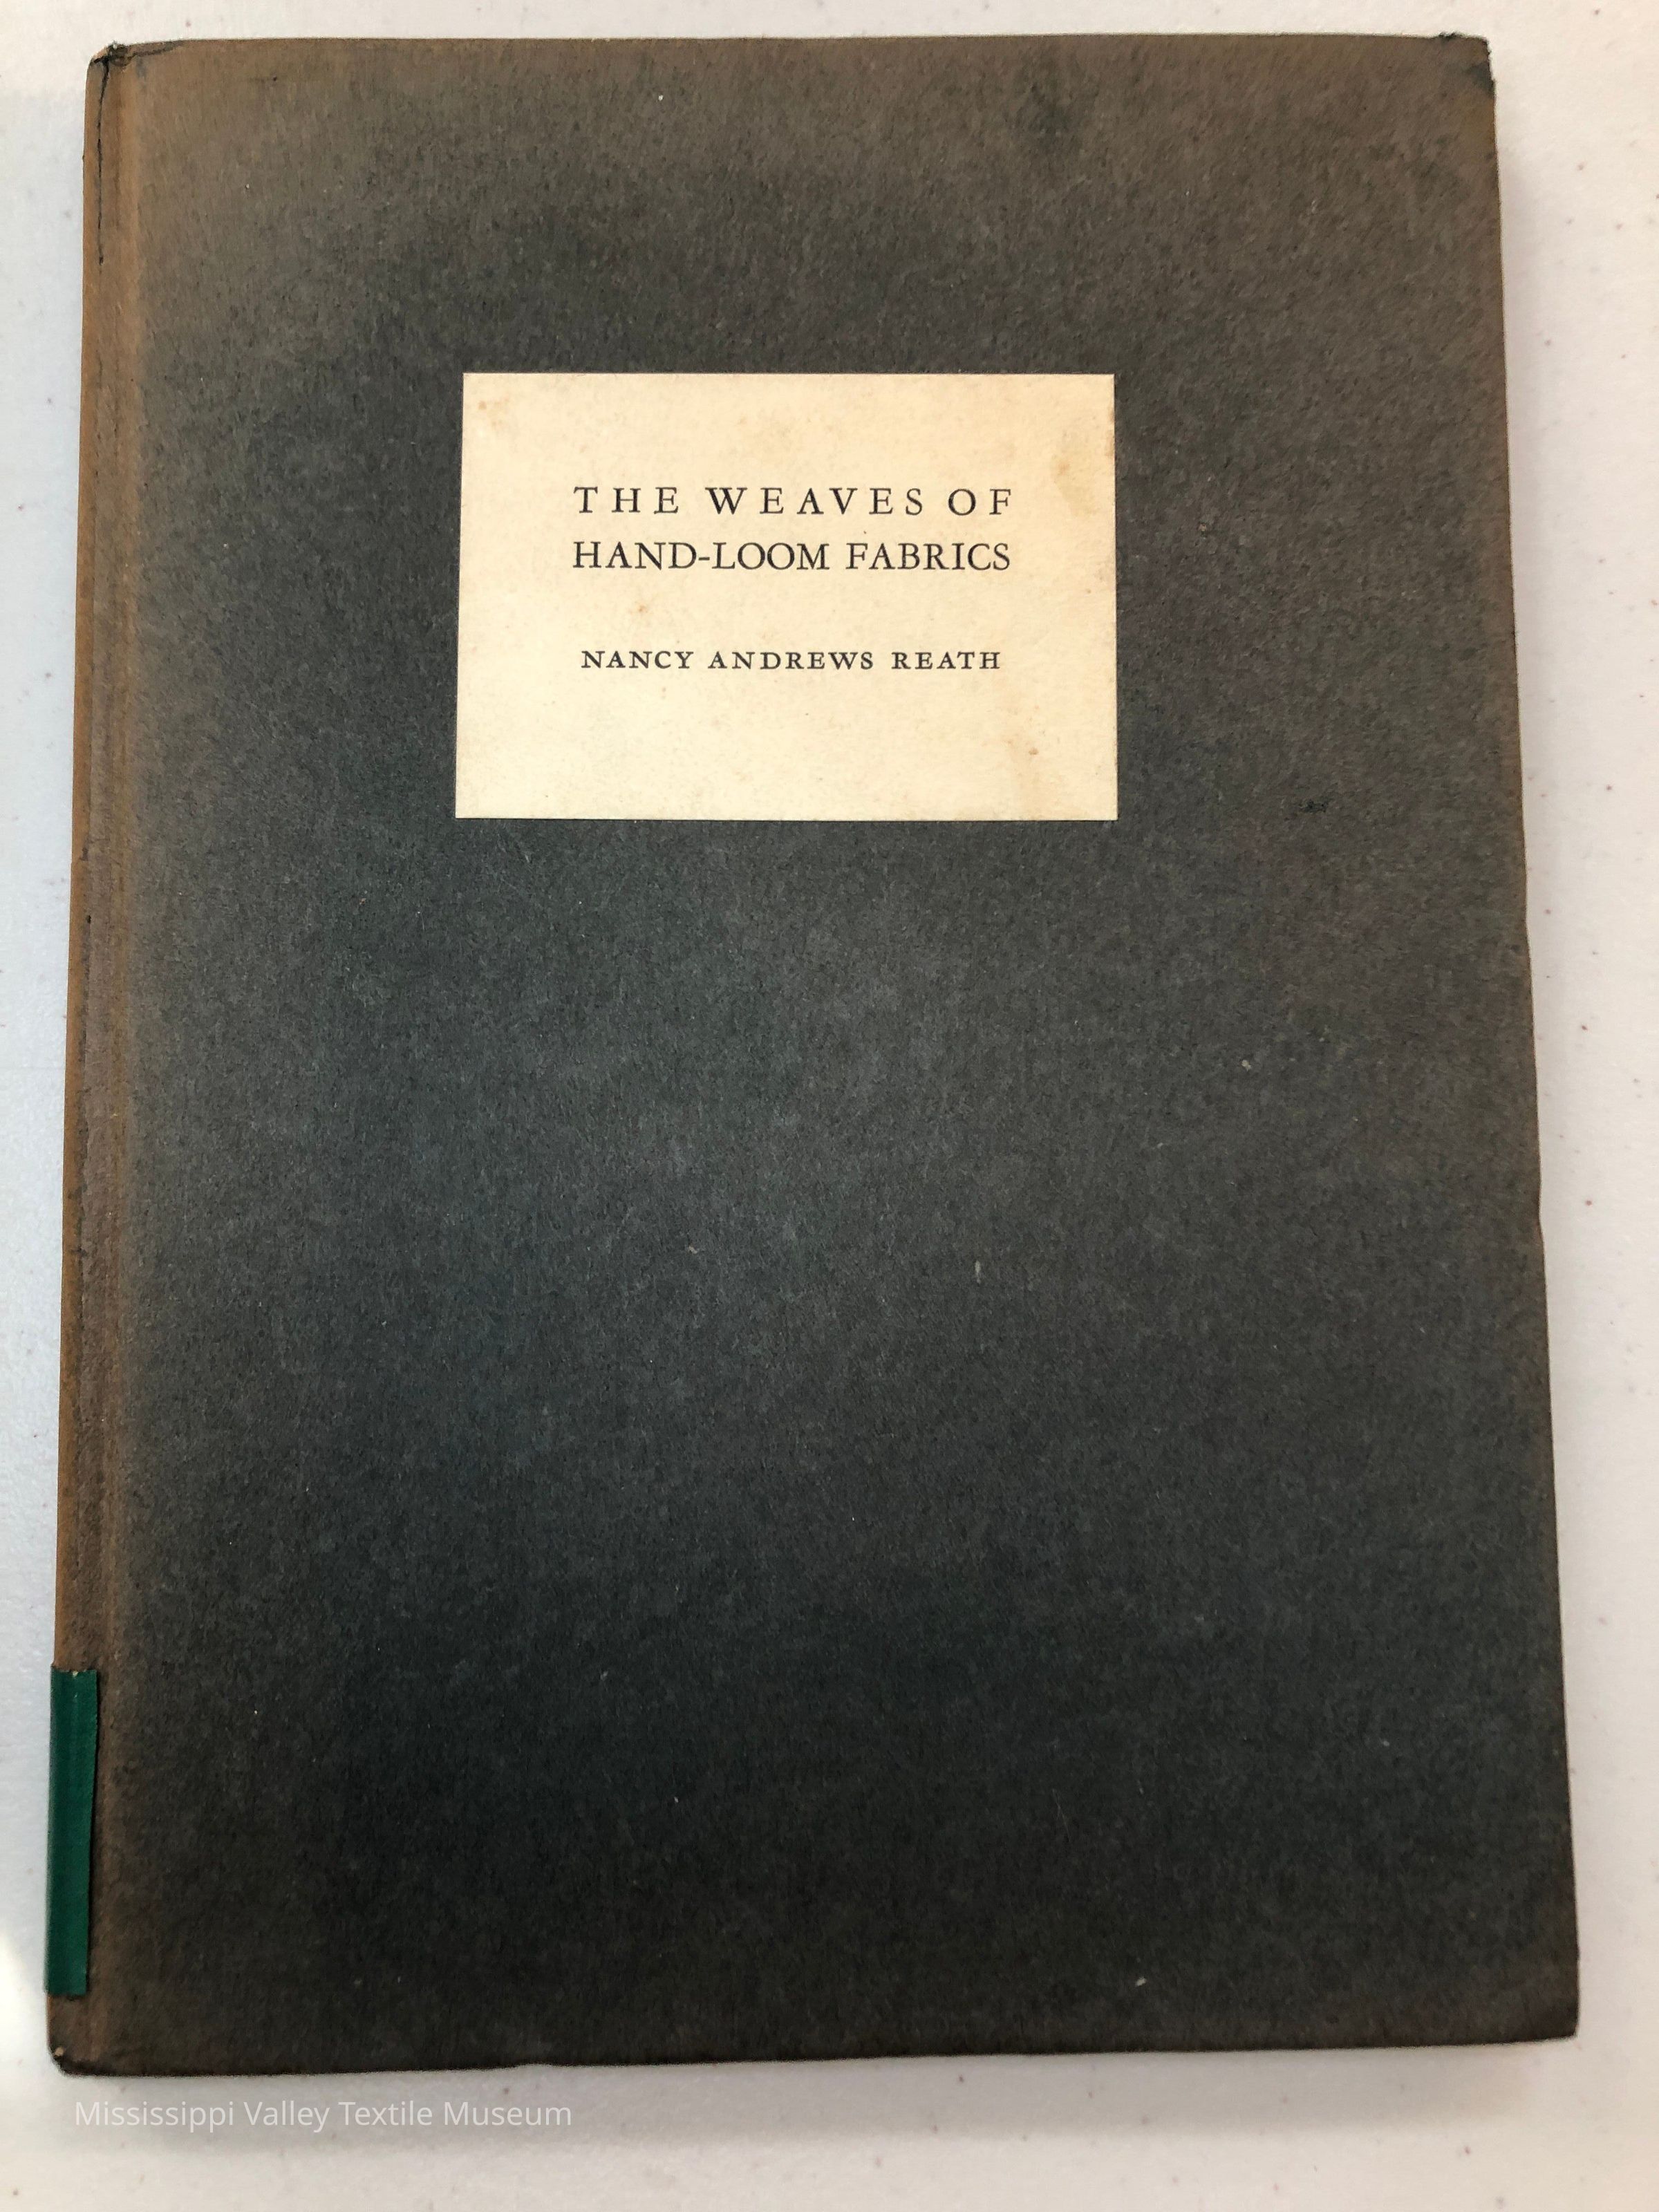 THE WEAVES OF
HAND-LOOM FABRICS
NANCY ANDREWS REATH
Mississippi Valley Textile Museum